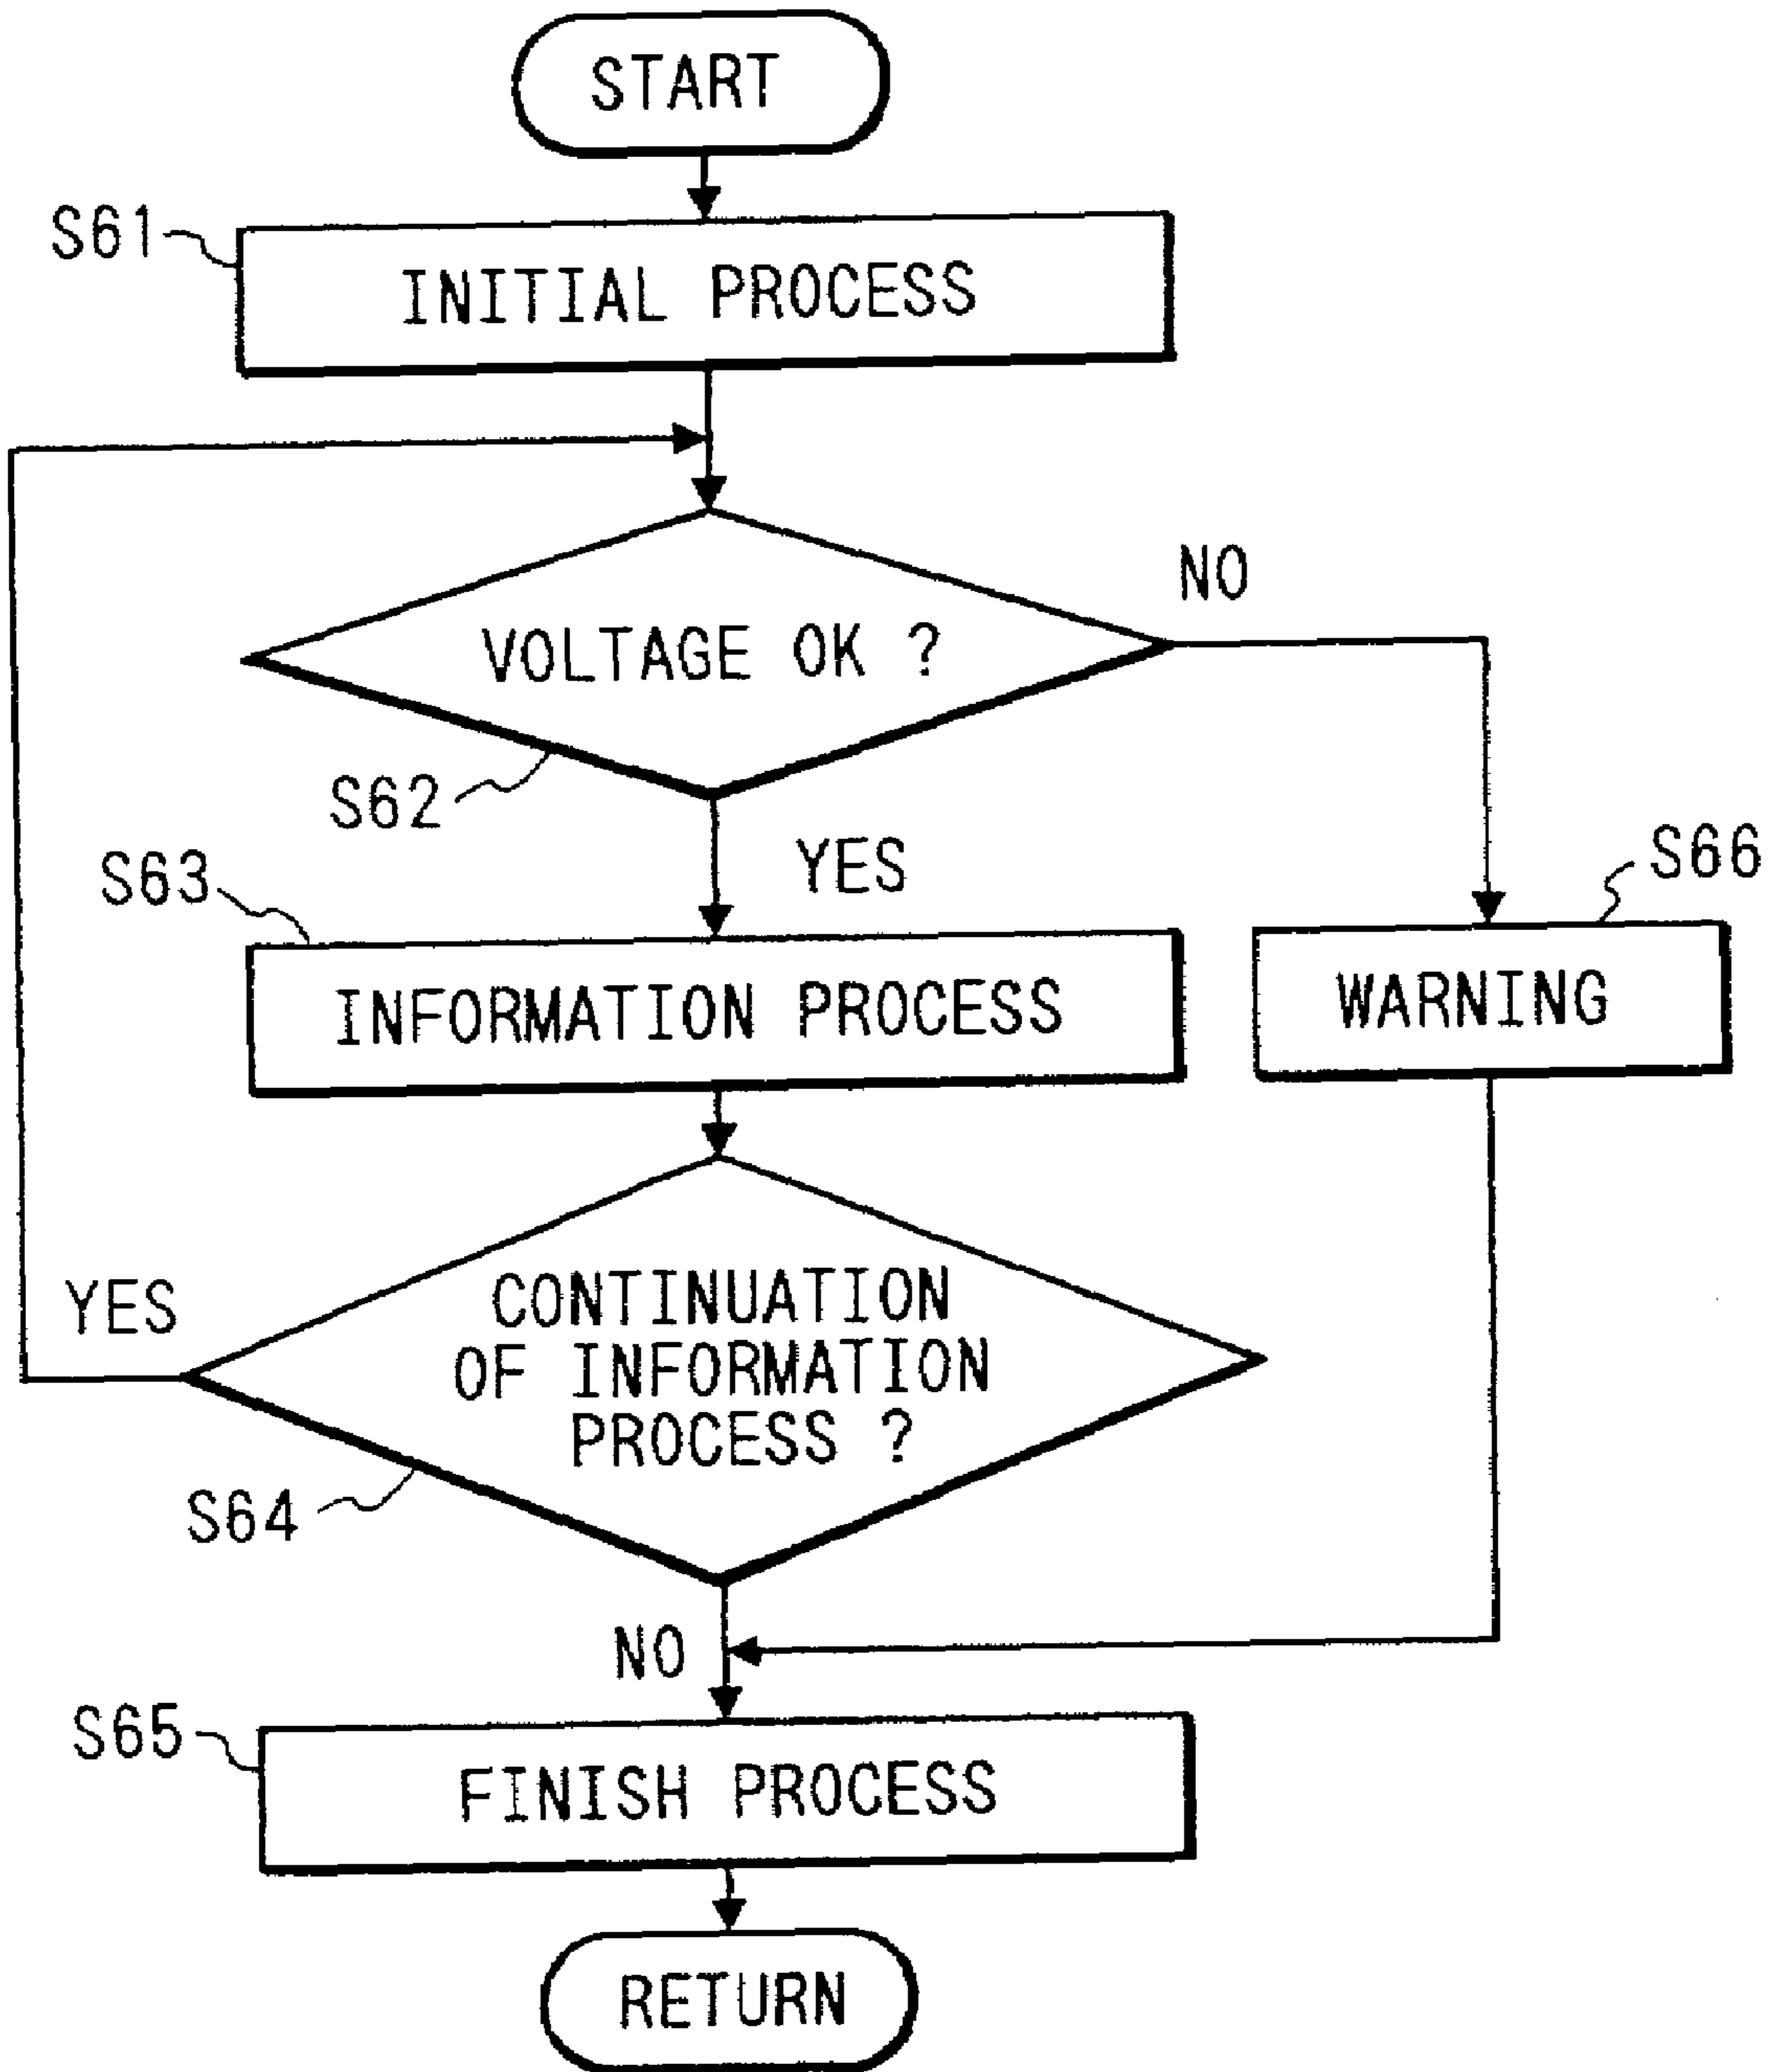 START
S61
INITIAL PROCESS
NO
VOLTAGE OK ?
S62
YES
S63
S66
INFORMATION PROCESS
WARNING
YES
CONTINUATION
OF INFORMATION
PROCESS ?
S64
NO
S65
FINISH PROCESS
RETURN